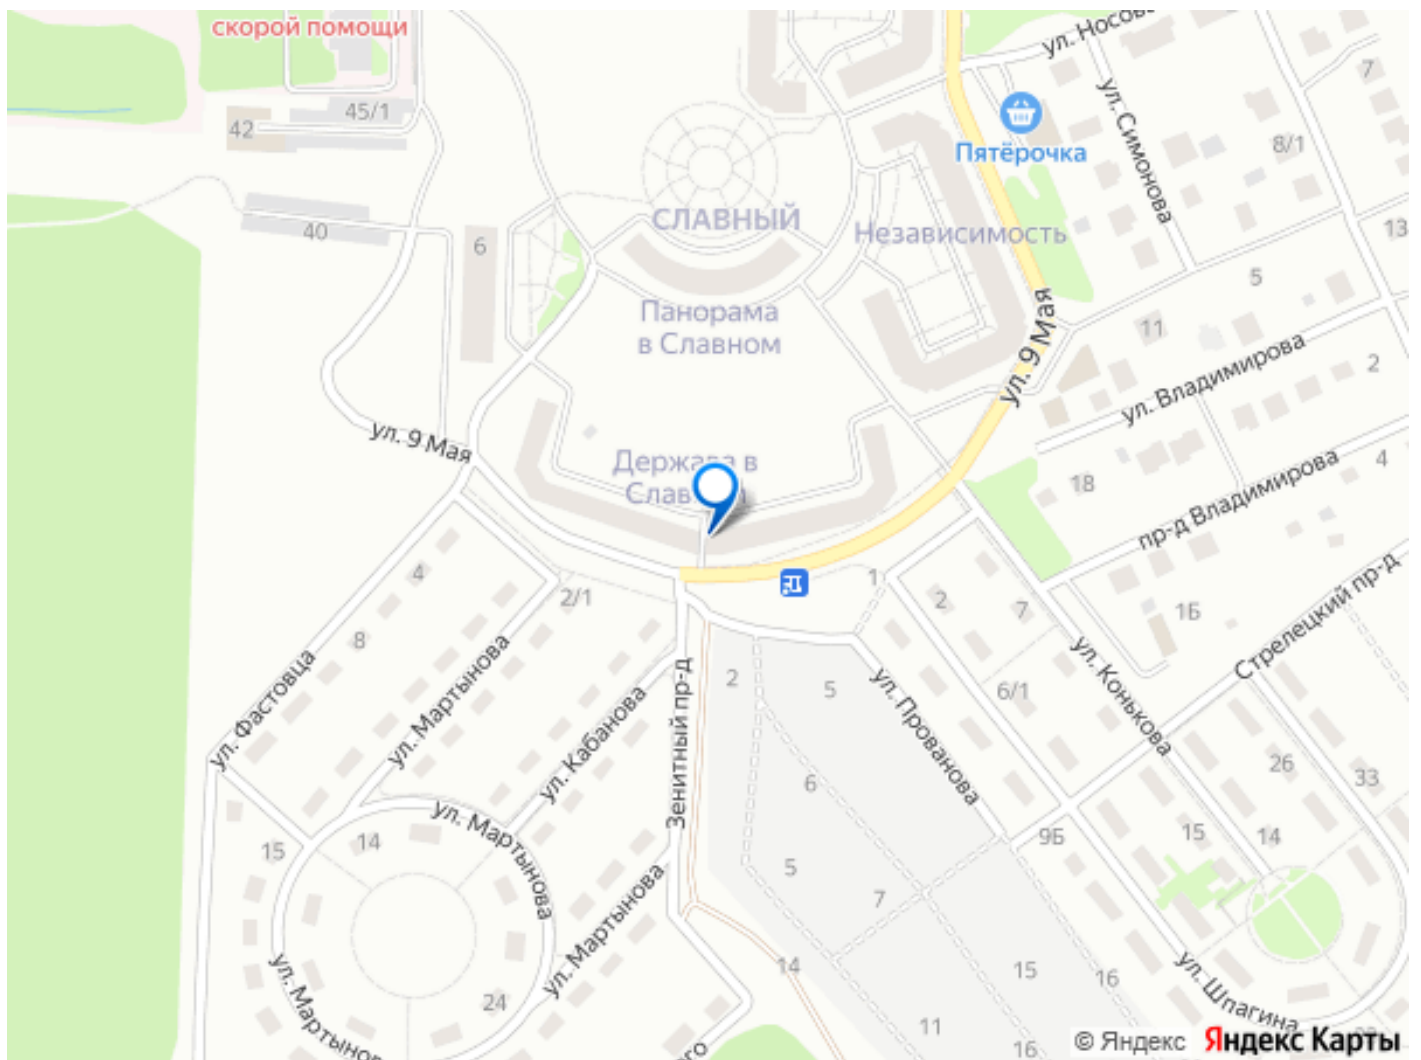 скорой помощи
ул. Носова
7
45/1
42
Пятёрочка
ул. Симонова
8/1
СЛАВНЫЙ
Независимость
13
40
6
5
Панорама
в Славном
ул. 9 Мая
11
ул. Владимирова
2
ул. 9 Мая
Держава в
Славном
18
4
пр-д Владимирова
4
2/1
1
2
7
1Б
Стрелецкий пр-д
8
ул. Фастовца
ул. Мартынова
ул. Кабанова
Зенитный пр-д
2
5
ул. Прованова
6/1
ул. Конькова
6
26
33
15
14
ул. Мартынова
9Б
15
14
5
7
ул. Мартынова
ул. Мартынова
24
14
15
16
ул. Шпагина
11
16
© Яндекс Яндекс Карты